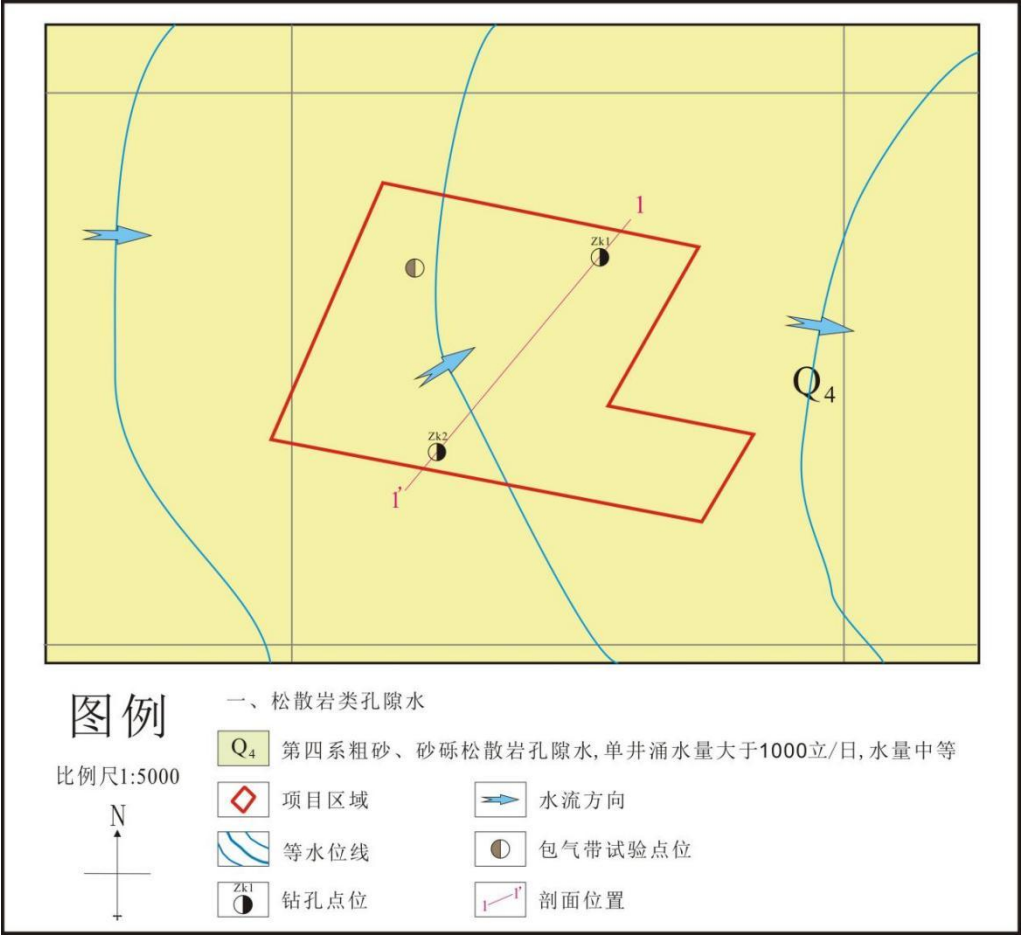 1
Zk1
Q4
Zk2
1'
图例
一、松散岩类孔隙水
Q4 第四系粗砂、砂砾松散岩孔隙水,单井涌水量大于1000立/日,水量中等
比例尺1:5000
项目区域 水流方向
N
等水位线 包气带试验点位
Zk1 钻孔点位 1 1' 剖面位置